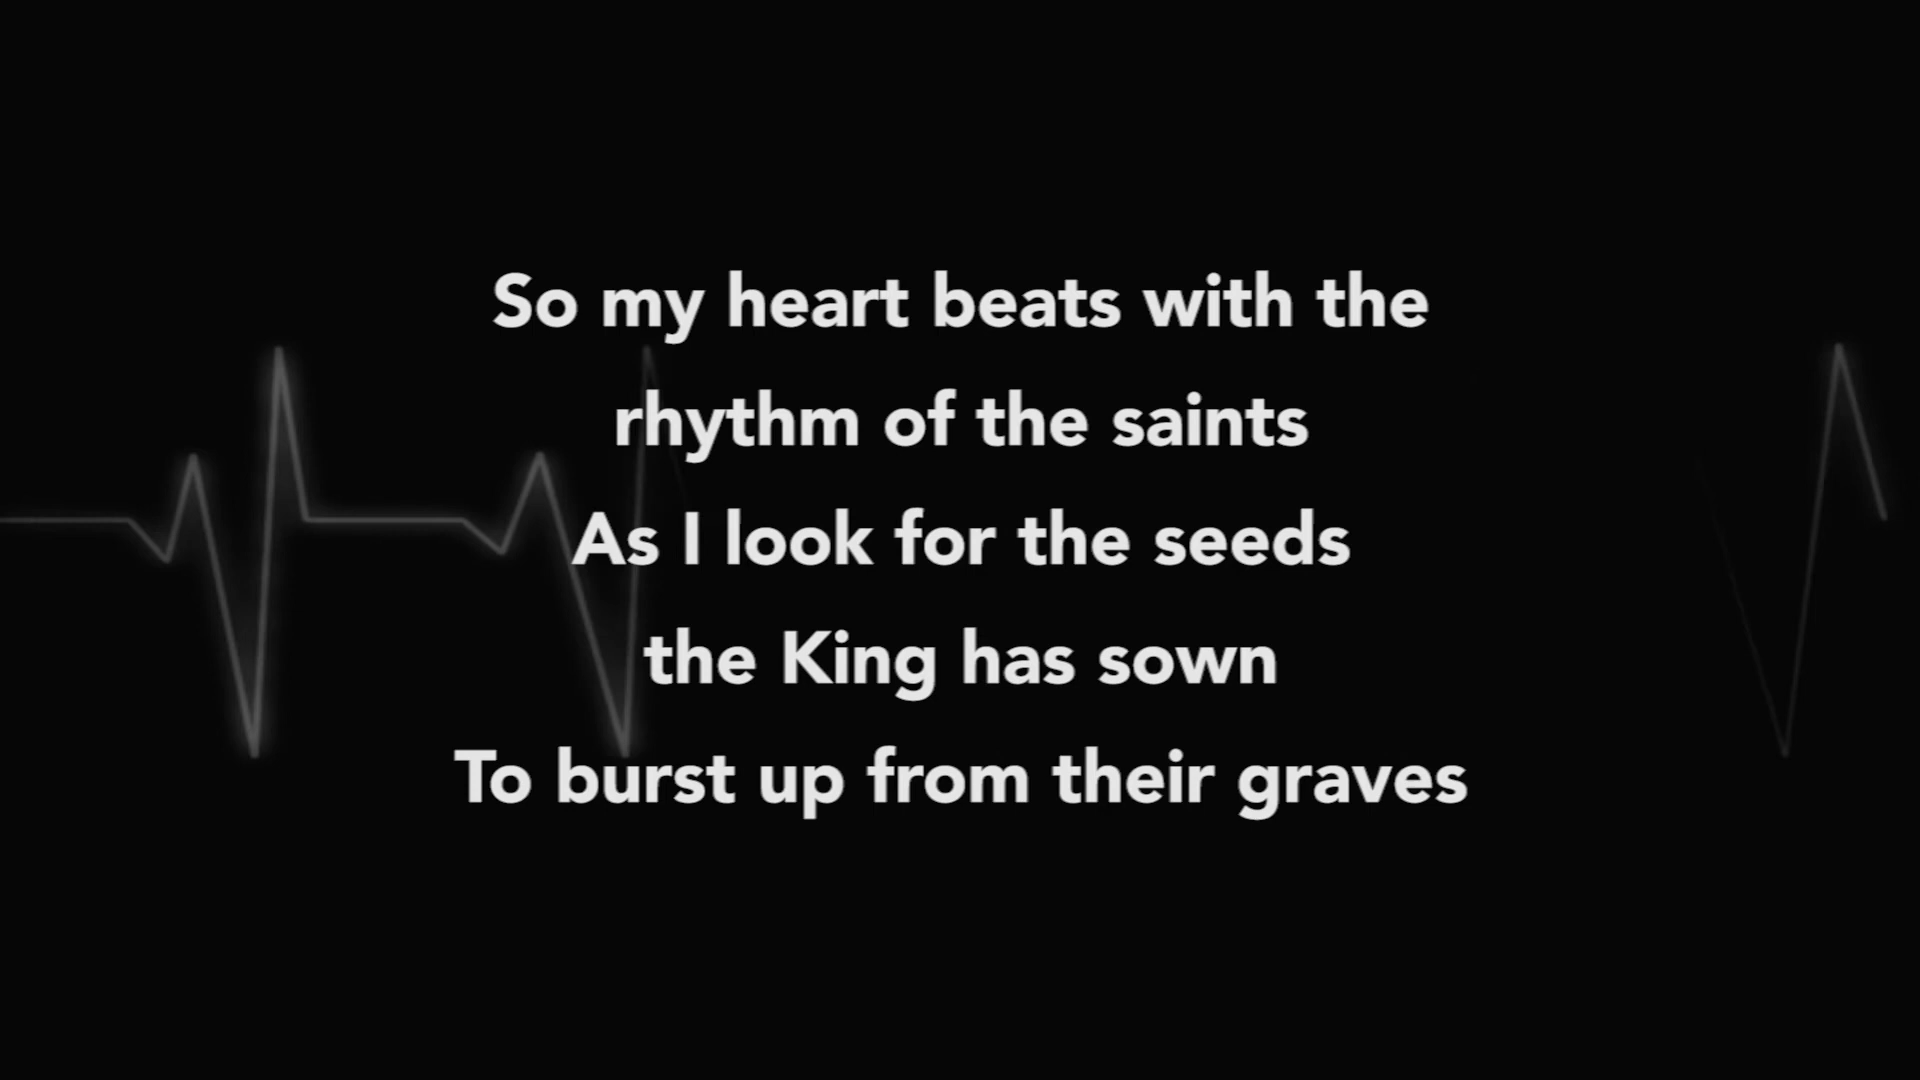 So my heart beats with the
rhythm of the saints
As I look for the seeds
the King has sown
To burst up from their graves